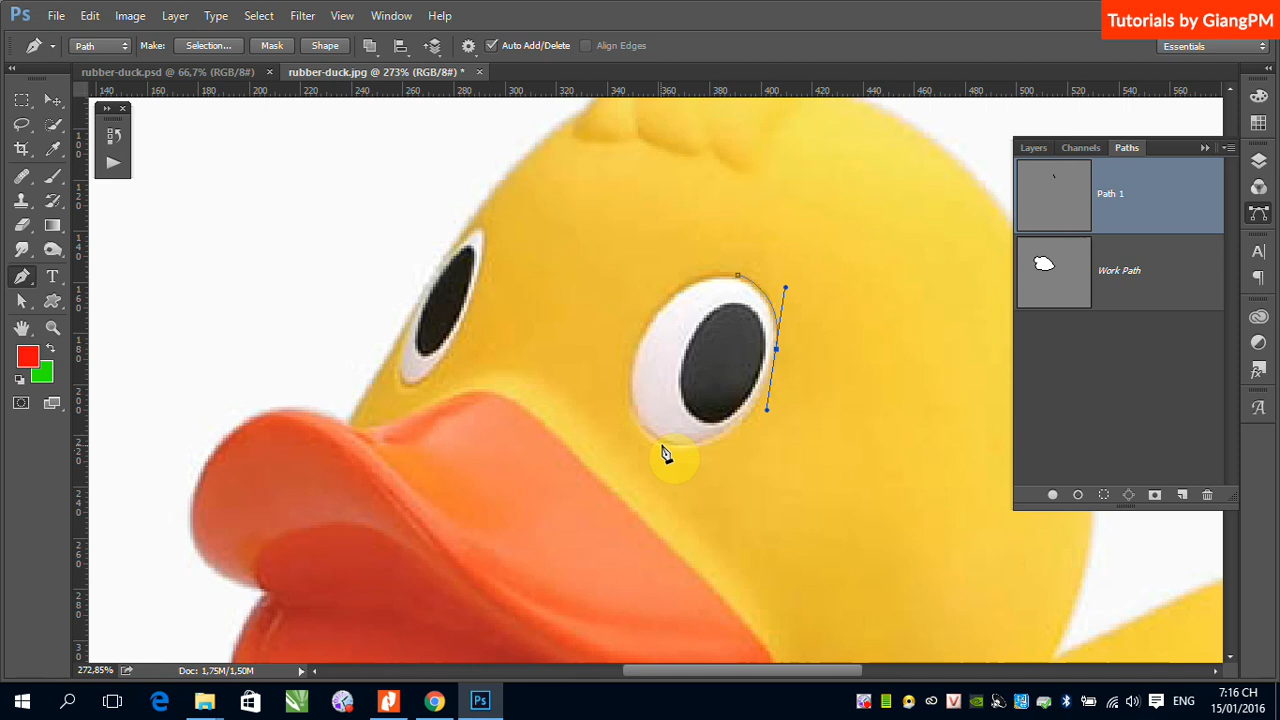 Ps File Edit Image Layer Type Select Filter View Window Help
Tutorials by GiangPM
Path Make: Selection... Mask Shape Auto Add/Delete Align Edges Essentials
rubber-duck.psd @ 66,7% (RGB/8#) × rubber-duck.jpg @ 273% (RGB/8#) * ×
140 160 180 200 220 240 260 280 300 320 340 360 380 400 420 440 460 480 500 520 540 560
Layers Channels Paths
Path 1
Work Path
272,85% Doc: 1,75M/1,50M
ENG
7:16 CH
15/01/2016